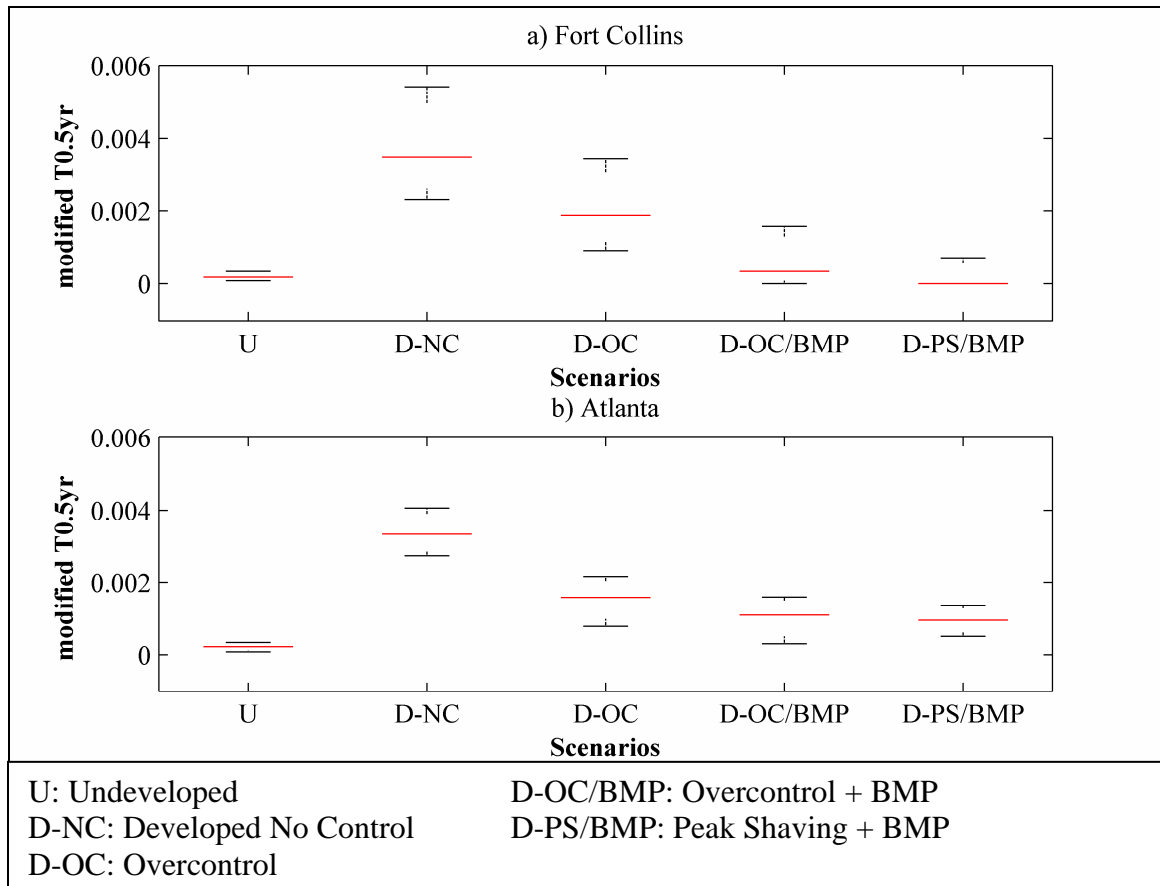 a) Fort Collins
modified T0.5yr
0.006
0.004
0.002
0
U D-NC D-OC D-OC/BMP D-PS/BMP
Scenarios
b) Atlanta
modified T0.5yr
0.006
0.004
0.002
0
U D-NC D-OC D-OC/BMP D-PS/BMP
Scenarios
U: Undeveloped D-OC/BMP: Overcontrol + BMP
D-NC: Developed No Control D-PS/BMP: Peak Shaving + BMP
D-OC: Overcontrol